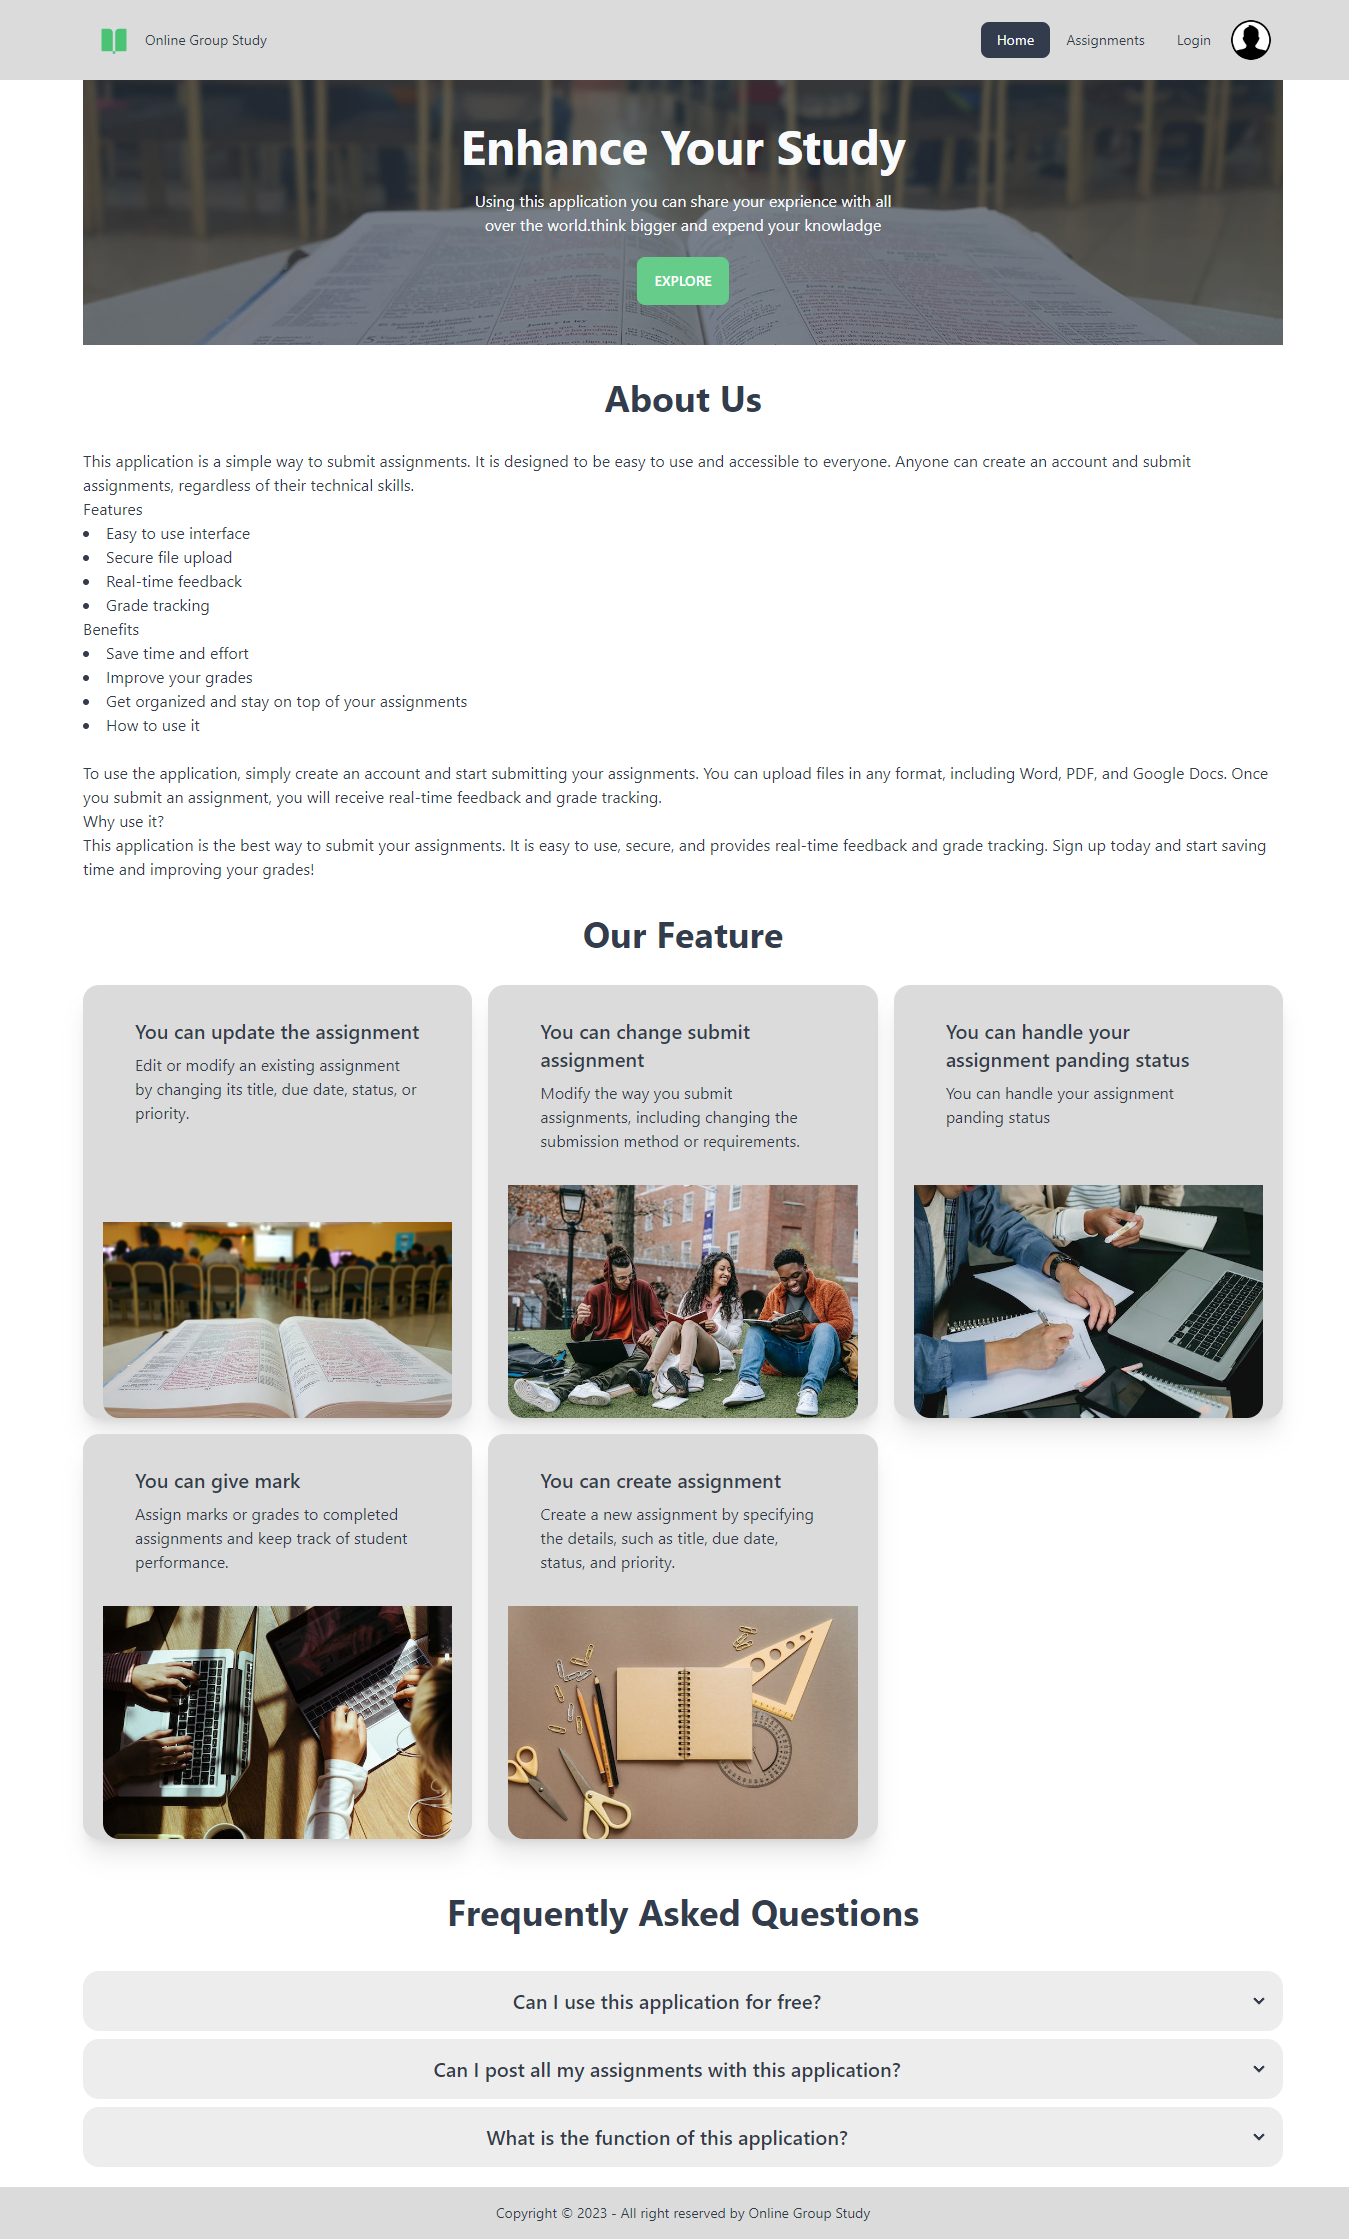 Online Group Study
Home
Assignments
Login
Enhance Your Study
Using this application you can share your exprience with all
over the world.think bigger and expend your knowladge
EXPLORE
About Us
This application is a simple way to submit assignments. It is designed to be easy to use and accessible to everyone. Anyone can create an account and submit
assignments, regardless of their technical skills.
Features
• Easy to use interface
• Secure file upload
• Real-time feedback
• Grade tracking
Benefits
• Save time and effort
• Improve your grades
• Get organized and stay on top of your assignments
• How to use it
To use the application, simply create an account and start submitting your assignments. You can upload files in any format, including Word, PDF, and Google Docs. Once
you submit an assignment, you will receive real-time feedback and grade tracking.
Why use it?
This application is the best way to submit your assignments. It is easy to use, secure, and provides real-time feedback and grade tracking. Sign up today and start saving
time and improving your grades!
Our Feature
You can update the assignment
Edit or modify an existing assignment
by changing its title, due date, status, or
priority.
You can change submit
assignment
Modify the way you submit
assignments, including changing the
submission method or requirements.
You can handle your
assignment panding status
You can handle your assignment
panding status
You can give mark
Assign marks or grades to completed
assignments and keep track of student
performance.
You can create assignment
Create a new assignment by specifying
the details, such as title, due date,
status, and priority.
Frequently Asked Questions
Can I use this application for free?
Can I post all my assignments with this application?
What is the function of this application?
Copyright © 2023 - All right reserved by Online Group Study